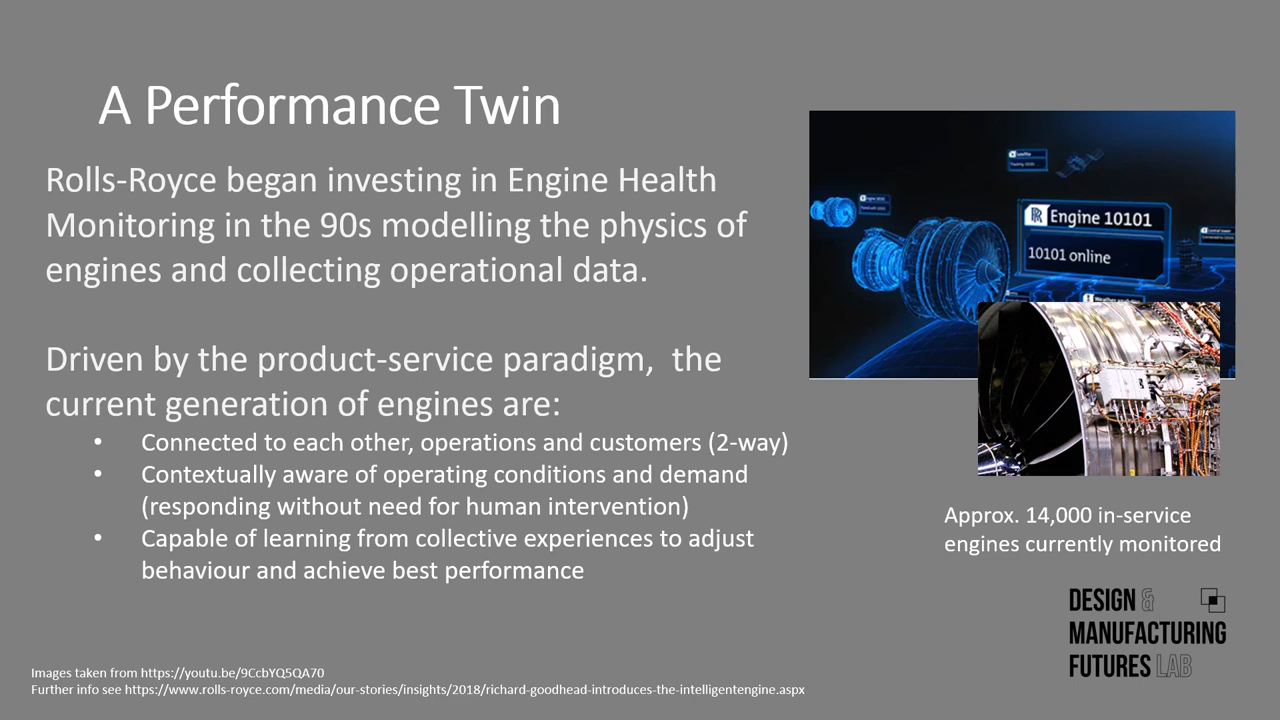 A Performance Twin
Rolls-Royce began investing in Engine Health
Monitoring in the 90s modelling the physics of
engines and collecting operational data.
Driven by the product-service paradigm,  the
current generation of engines are:
• Connected to each other, operations and customers (2-way)
• Contextually aware of operating conditions and demand
(responding without need for human intervention)
• Capable of learning from collective experiences to adjust
behaviour and achieve best performance
Engine 10101
10101 online
Approx. 14,000 in-service
engines currently monitored
DESIGN &
MANUFACTURING
FUTURES LAB
Images taken from https://youtu.be/9CcbYQ5QA70
Further info see https://www.rolls-royce.com/media/our-stories/insights/2018/richard-goodhead-introduces-the-intelligentengine.aspx